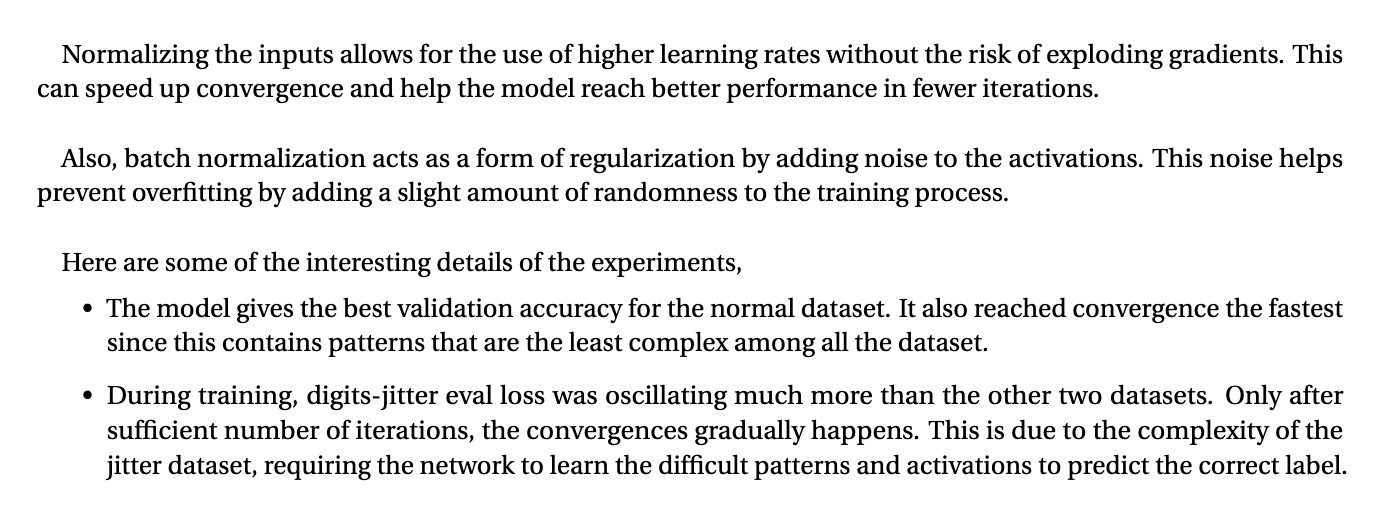 Normalizing the inputs allows for the use of higher learning rates without the risk of exploding gradients. This
can speed up convergence and help the model reach better performance in fewer iterations.
Also, batch normalization acts as a form of regularization by adding noise to the activations. This noise helps
prevent overfitting by adding a slight amount of randomness to the training process.
Here are some of the interesting details of the experiments,
• The model gives the best validation accuracy for the normal dataset. It also reached convergence the fastest
since this contains patterns that are the least complex among all the dataset.
• During training, digits-jitter eval loss was oscillating much more than the other two datasets. Only after
sufficient number of iterations, the convergences gradually happens. This is due to the complexity of the
jitter dataset, requiring the network to learn the difficult patterns and activations to predict the correct label.